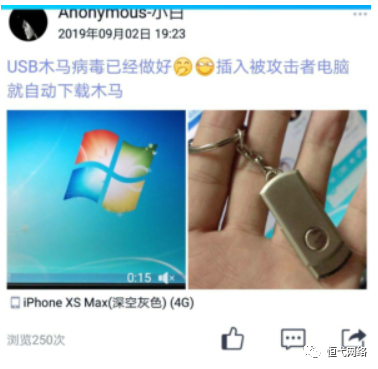 Anonymous-小白
2019年09月02日 19:23
USB木马病毒已经做好插入被攻击者电脑
就自动下载木马
0:15
iPhone XS Max(深空灰色) (4G)
浏览250次
恒弋网络